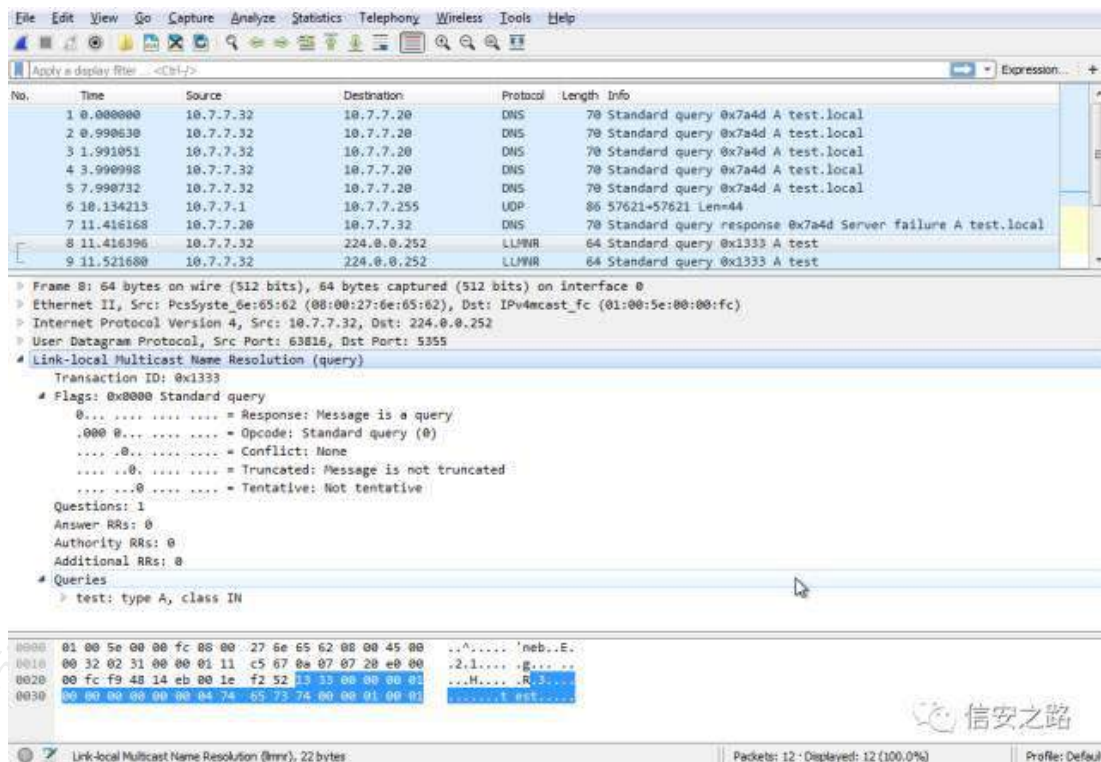 File Edit View Go Capture Analyze Statistics Telephony Wireless Tools Help
Apply a display filter ... <Ctrl-/> Expression... +
No. Time Source Destination Protocol Length Info
1 0.000000 10.7.7.32 10.7.7.20 DNS 70 Standard query 0x7a4d A test.local
2 0.990630 10.7.7.32 10.7.7.20 DNS 70 Standard query 0x7a4d A test.local
3 1.991051 10.7.7.32 10.7.7.20 DNS 70 Standard query 0x7a4d A test.local
4 3.990998 10.7.7.32 10.7.7.20 DNS 70 Standard query 0x7a4d A test.local
5 7.990732 10.7.7.32 10.7.7.20 DNS 70 Standard query 0x7a4d A test.local
6 10.134213 10.7.7.1 10.7.7.255 UDP 86 57621→57621 Len=44
7 11.416168 10.7.7.20 10.7.7.32 DNS 70 Standard query response 0x7a4d Server failure A test.local
8 11.416396 10.7.7.32 224.0.0.252 LLMNR 64 Standard query 0x1333 A test
9 11.521680 10.7.7.32 224.0.0.252 LLMNR 64 Standard query 0x1333 A test
Frame 8: 64 bytes on wire (512 bits), 64 bytes captured (512 bits) on interface 0
Ethernet II, Src: PcsSyste_6e:65:62 (08:00:27:6e:65:62), Dst: IPv4mcast_fc (01:00:5e:00:00:fc)
Internet Protocol Version 4, Src: 10.7.7.32, Dst: 224.0.0.252
User Datagram Protocol, Src Port: 63816, Dst Port: 5355
Link-local Multicast Name Resolution (query)
Transaction ID: 0x1333
Flags: 0x0000 Standard query
0... .... .... .... = Response: Message is a query
.000 0... .... .... = Opcode: Standard query (0)
.... .0.. .... .... = Conflict: None
.... ..0. .... .... = Truncated: Message is not truncated
.... ...0 .... .... = Tentative: Not tentative
Questions: 1
Answer RRs: 0
Authority RRs: 0
Additional RRs: 0
Queries
test: type A, class IN
0000 01 00 5e 00 00 fc 08 00 27 6e 65 62 08 00 45 00 ..^..... 'neb..E.
0010 00 32 02 31 00 00 01 11 c5 67 0a 07 07 20 e0 00 .2.1.... .g... ..
0020 00 fc f9 48 14 eb 00 1e f2 52 13 33 00 00 00 01 ...H.... .R.3....
0030 00 00 00 00 00 00 04 74 65 73 74 00 00 01 00 01 .......t est.....
信安之路
Link-local Multicast Name Resolution (llmnr), 22 bytes Packets: 12 · Displayed: 12 (100.0%) Profile: Defaul